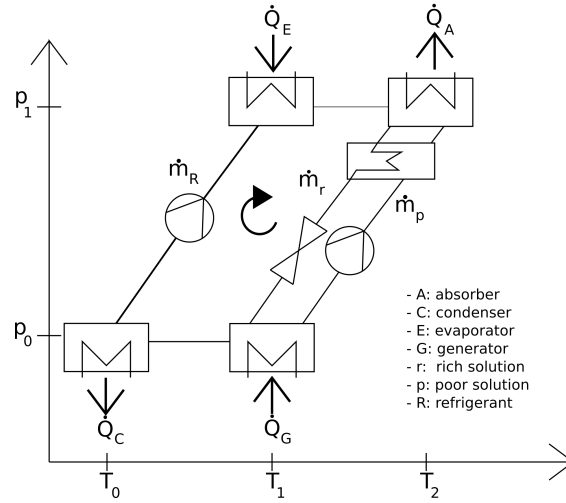 Q̇E Q̇A
p1
ṁR ṁr
ṁp
p0
- A: absorber
- C: condenser
- E: evaporator
- G: generator
- r:  rich solution
- p: poor solution
- R: refrigerant
Q̇C Q̇G
T0 T1 T2